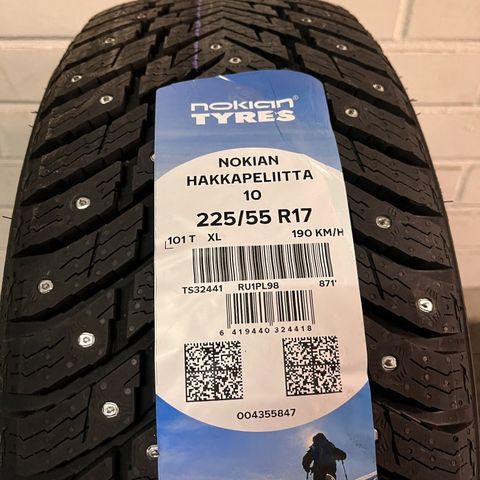 nokian®
TYRES
NOKIAN
HAKKAPELIITTA
10
225/55 R17
101 T XL 190 KM/H
TS32441 RU1PL98 871'
6 419440 324418
004355847